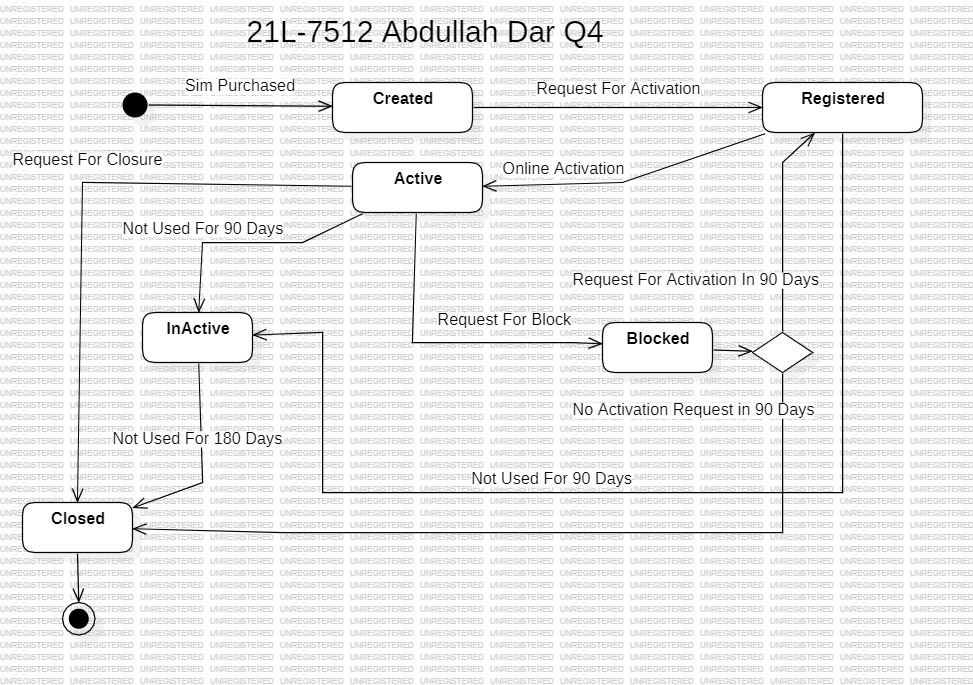 21L-7512 Abdullah Dar Q4
Sim Purchased
Created
Request For Activation
Registered
Request For Closure
Active
Online Activation
Not Used For 90 Days
Request For Activation In 90 Days
InActive
Request For Block
Blocked
No Activation Request in 90 Days
Not Used For 180 Days
Not Used For 90 Days
Closed
UNREGISTERED